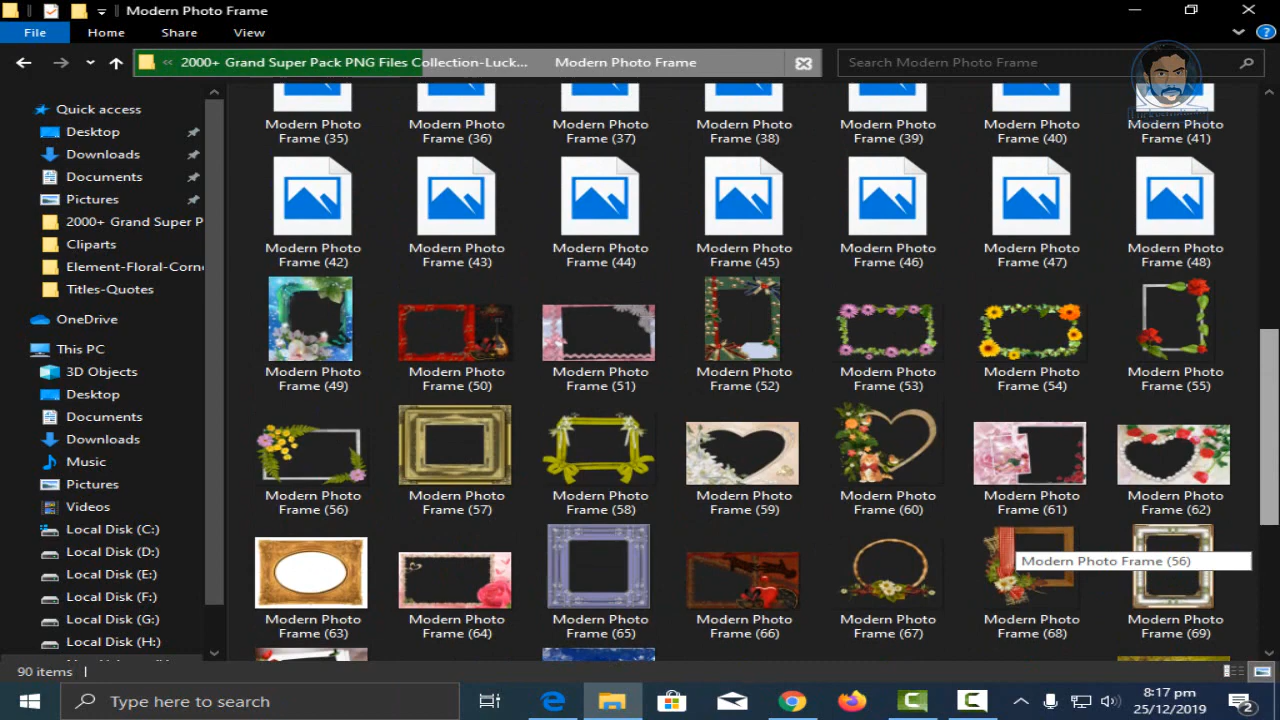 Modern Photo Frame
File Home Share View
« 2000+ Grand Super Pack PNG Files Collection-Luck... Modern Photo Frame
Search Modern Photo Frame
Quick access
Desktop
Downloads
Documents
Pictures
2000+ Grand Super P
Cliparts
Element-Floral-Corn
Titles-Quotes
OneDrive
This PC
3D Objects
Desktop
Documents
Downloads
Music
Pictures
Videos
Local Disk (C:)
Local Disk (D:)
Local Disk (E:)
Local Disk (F:)
Local Disk (G:)
Local Disk (H:)
Modern Photo Modern Photo Modern Photo Modern Photo Modern Photo Modern Photo Modern Photo
Frame (35) Frame (36) Frame (37) Frame (38) Frame (39) Frame (40) Frame (41)
Modern Photo Modern Photo Modern Photo Modern Photo Modern Photo Modern Photo Modern Photo
Frame (42) Frame (43) Frame (44) Frame (45) Frame (46) Frame (47) Frame (48)
Modern Photo Modern Photo Modern Photo Modern Photo Modern Photo Modern Photo Modern Photo
Frame (49) Frame (50) Frame (51) Frame (52) Frame (53) Frame (54) Frame (55)
Modern Photo Modern Photo Modern Photo Modern Photo Modern Photo Modern Photo Modern Photo
Frame (56) Frame (57) Frame (58) Frame (59) Frame (60) Frame (61) Frame (62)
Modern Photo Frame (56)
Modern Photo Modern Photo Modern Photo Modern Photo Modern Photo Modern Photo Modern Photo
Frame (63) Frame (64) Frame (65) Frame (66) Frame (67) Frame (68) Frame (69)
90 items
Type here to search
8:17 pm
25/12/2019
2